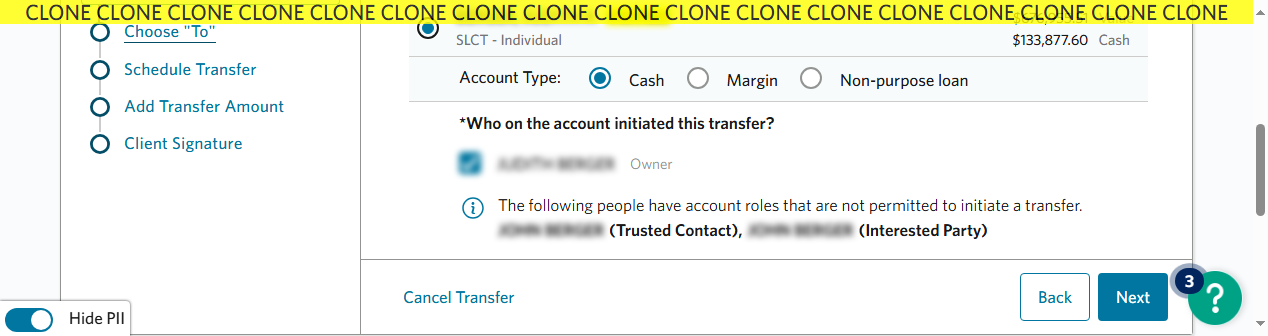 CLONE CLONE CLONE CLONE CLONE CLONE CLONE CLONE CLONE CLONE CLONE CLONE CLONE CLONE CLONE CLONE CLONE
Choose "To"
Schedule Transfer
Add Transfer Amount
Client Signature
SLCT - Individual
$133,877.60 Cash
Account Type: Cash Margin Non-purpose loan
*Who on the account initiated this transfer?
Owner
The following people have account roles that are not permitted to initiate a transfer.
(Trusted Contact), (Interested Party)
Cancel Transfer
Back
Next
3
?
Hide PII